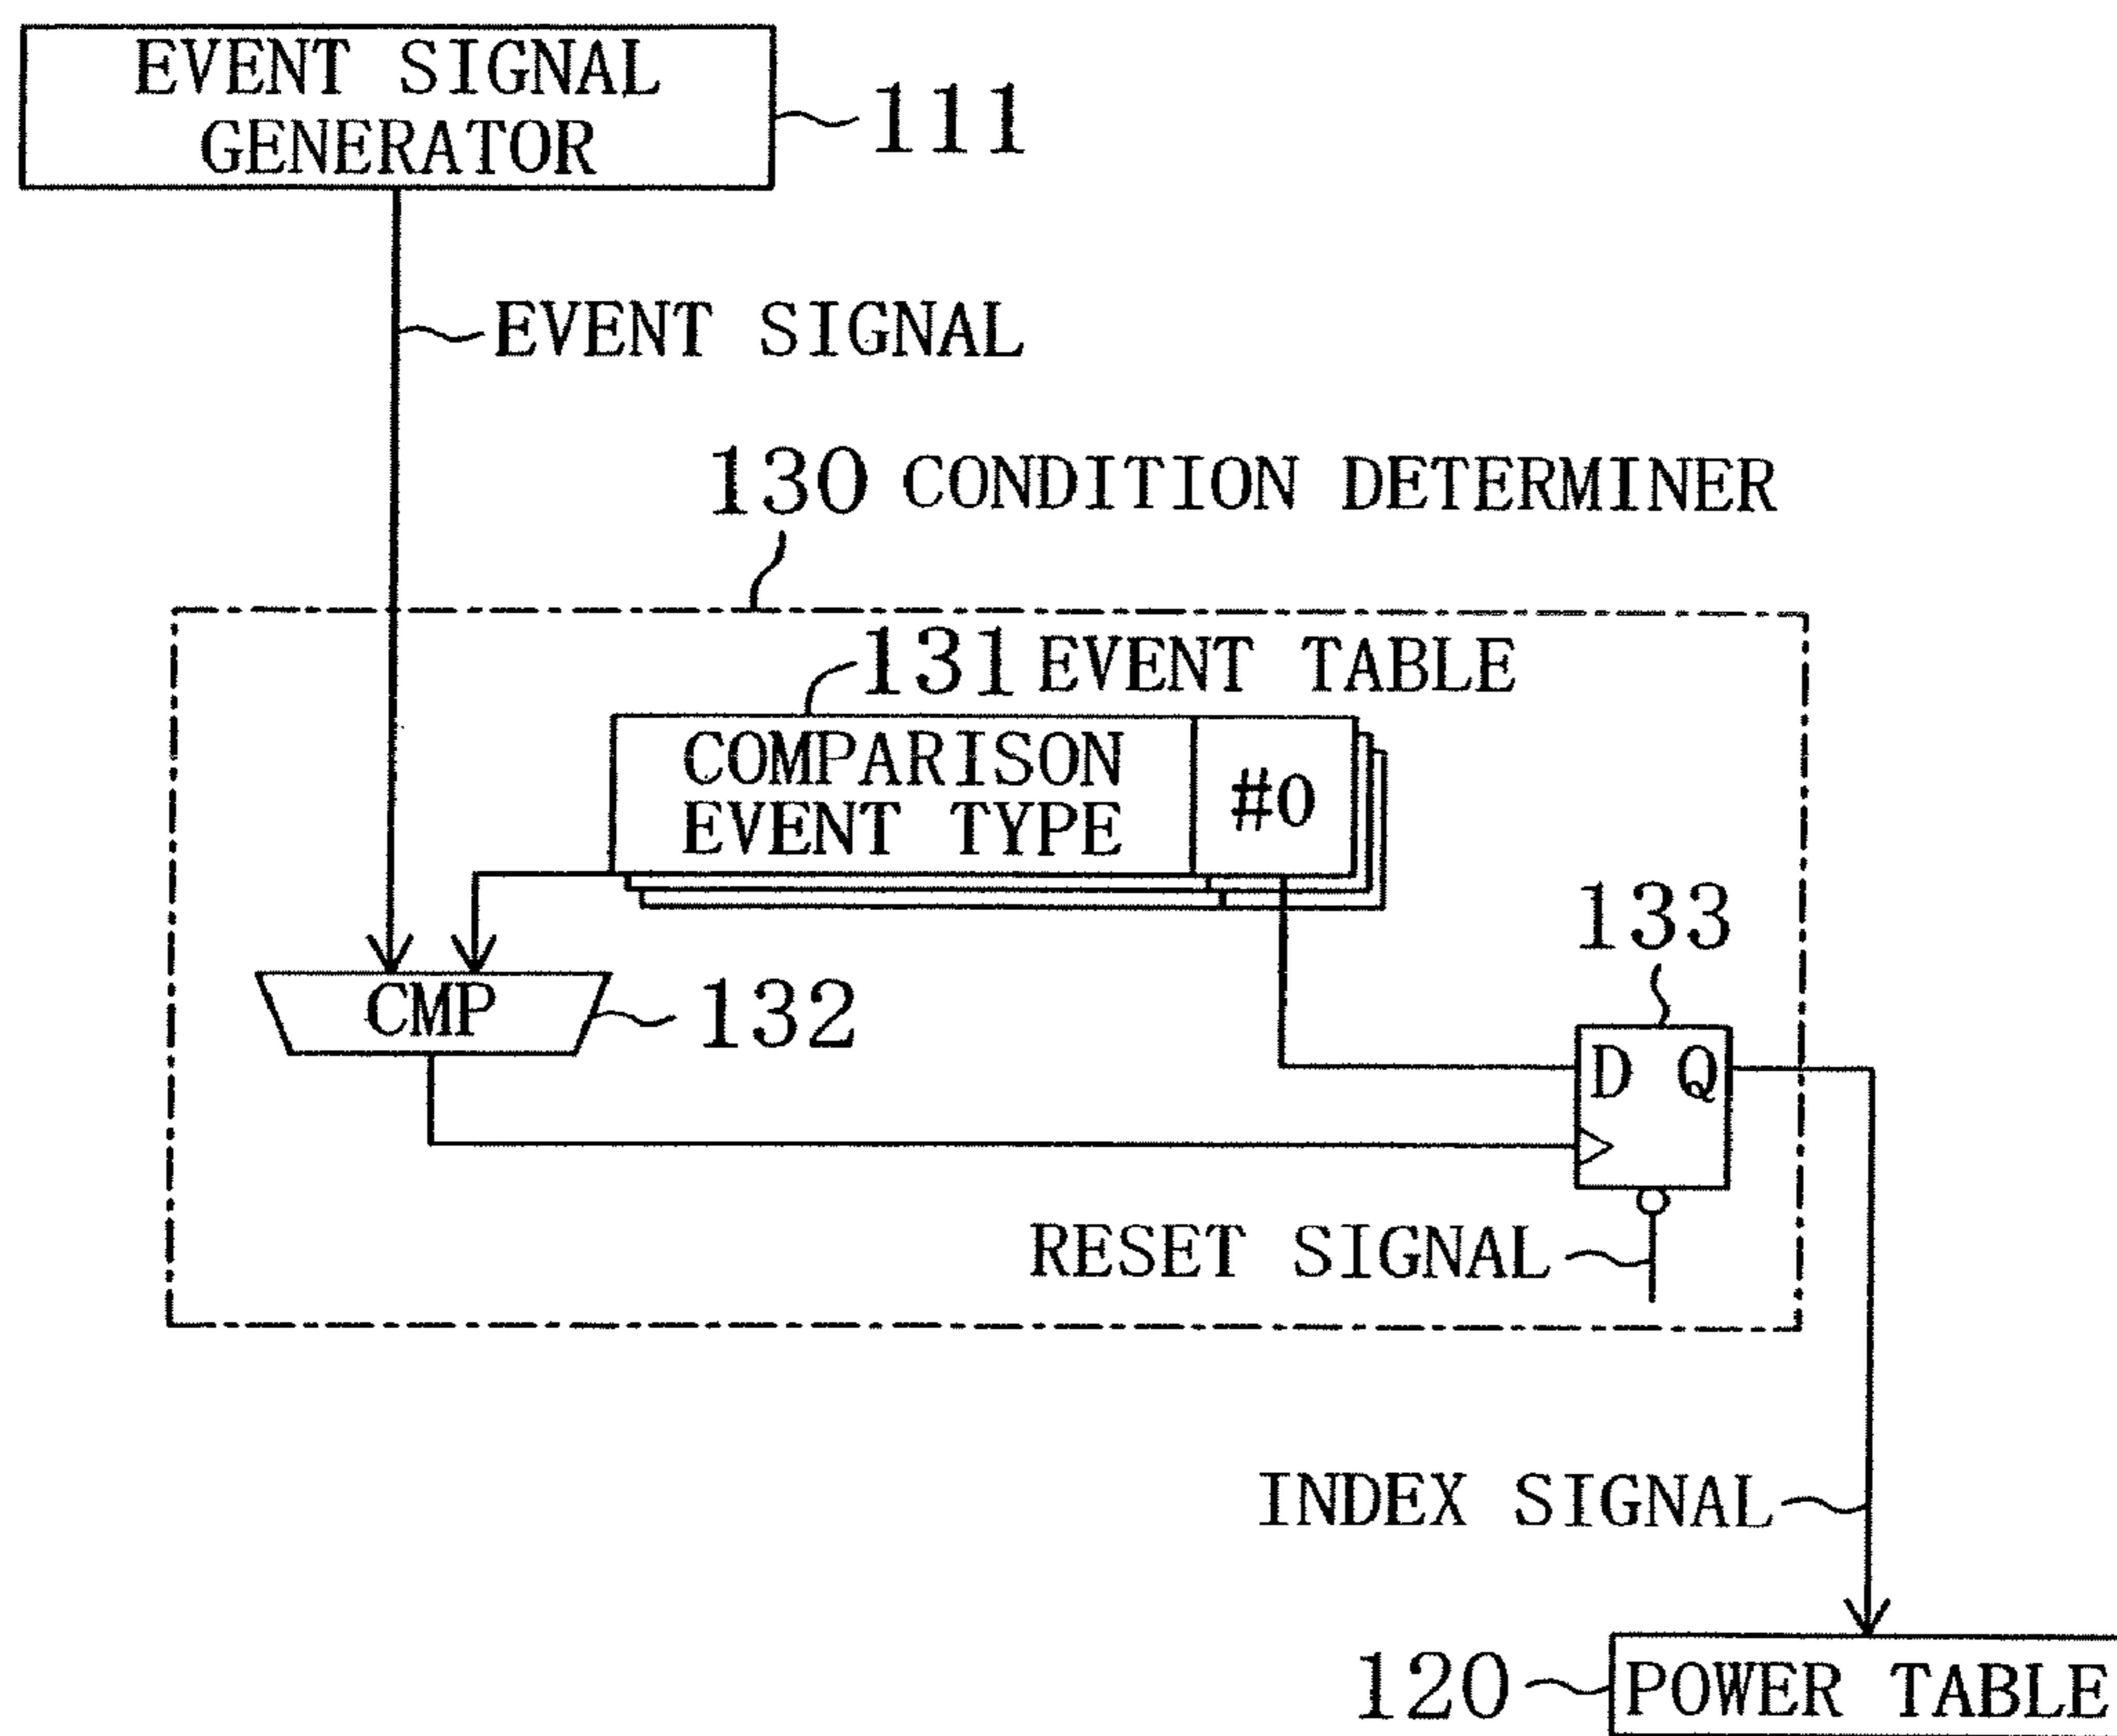 EVENT SIGNAL
GENERATOR
111
EVENT SIGNAL
130 CONDITION DETERMINER
131 EVENT TABLE
COMPARISON
EVENT TYPE
#0
133
CMP
132
D Q
RESET SIGNAL
INDEX SIGNAL
120
POWER TABLE